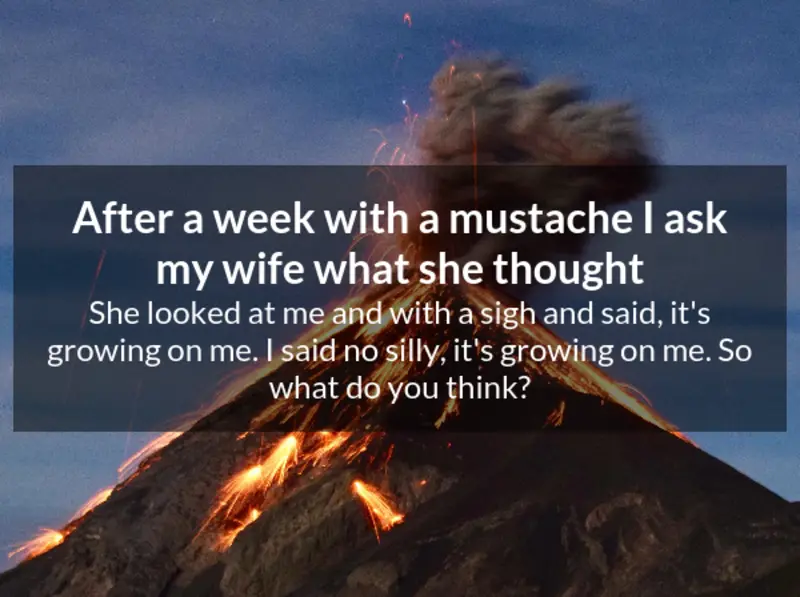 After a week with a mustache I ask
my wife what she thought
She looked at me and with a sigh and said, it's
growing on me. I said no silly, it's growing on me. So
what do you think?